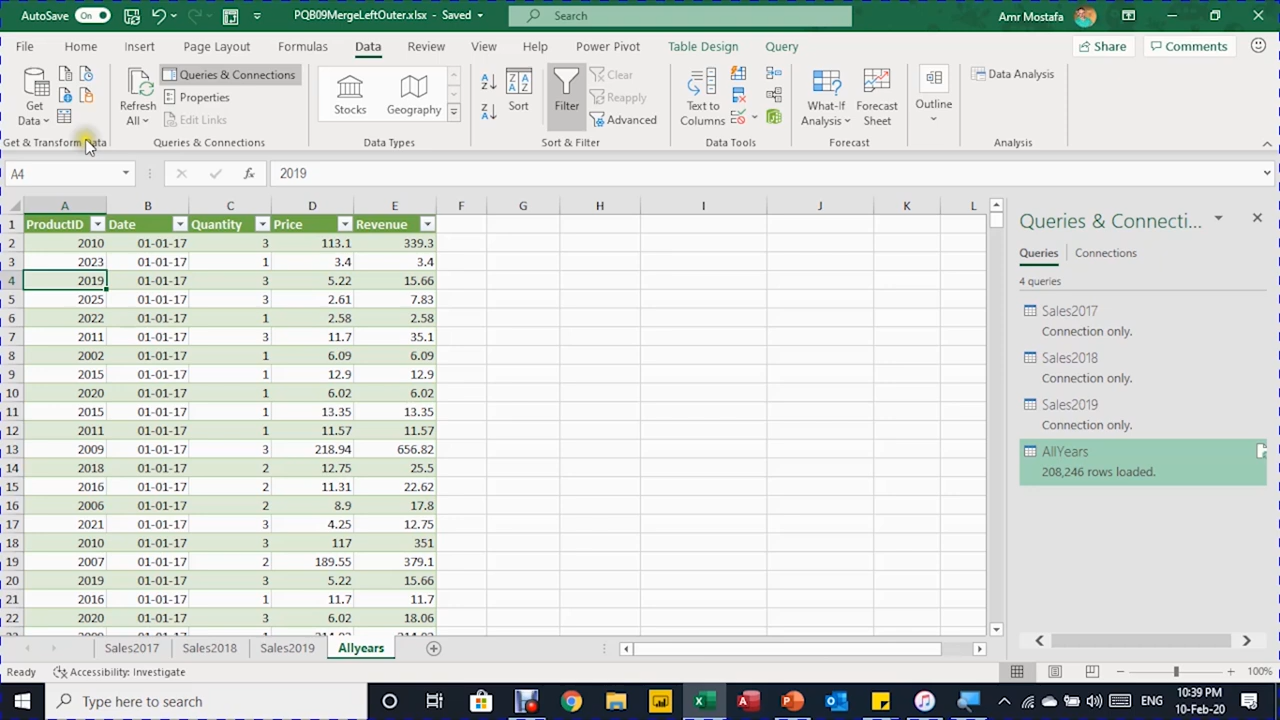 AutoSave On PQB09MergeLeftOuter.xlsx - Saved Search Amr Mostafa
File Home Insert Page Layout Formulas Data Review View Help Power Pivot Table Design Query Share Comments
Get Data
Refresh All
Queries & Connections
Properties
Edit Links
Stocks Geography
Sort
Filter
Clear
Reapply
Advanced
Text to Columns
What-If Analysis
Forecast Sheet
Outline
Data Analysis
Get & Transform Data Queries & Connections Data Types Sort & Filter Data Tools Forecast Analysis
A4 fx 2019
A B C D E F G H I J K L
1 ProductID Date Quantity Price Revenue
2 2010 01-01-17 3 113.1 339.3
3 2023 01-01-17 1 3.4 3.4
4 2019 01-01-17 3 5.22 15.66
5 2025 01-01-17 3 2.61 7.83
6 2022 01-01-17 1 2.58 2.58
7 2011 01-01-17 3 11.7 35.1
8 2002 01-01-17 1 6.09 6.09
9 2015 01-01-17 1 12.9 12.9
10 2020 01-01-17 1 6.02 6.02
11 2015 01-01-17 1 13.35 13.35
12 2011 01-01-17 1 11.57 11.57
13 2009 01-01-17 3 218.94 656.82
14 2018 01-01-17 2 12.75 25.5
15 2016 01-01-17 2 11.31 22.62
16 2006 01-01-17 2 8.9 17.8
17 2021 01-01-17 3 4.25 12.75
18 2010 01-01-17 3 117 351
19 2007 01-01-17 2 189.55 379.1
20 2019 01-01-17 3 5.22 15.66
21 2016 01-01-17 1 11.7 11.7
22 2020 01-01-17 3 6.02 18.06
Queries & Connecti...
Queries Connections
4 queries
Sales2017
Connection only.
Sales2018
Connection only.
Sales2019
Connection only.
AllYears
208,246 rows loaded.
Sales2017 Sales2018 Sales2019 Allyears
Ready Accessibility: Investigate 100%
Type here to search
ENG
10:39 PM
10-Feb-20